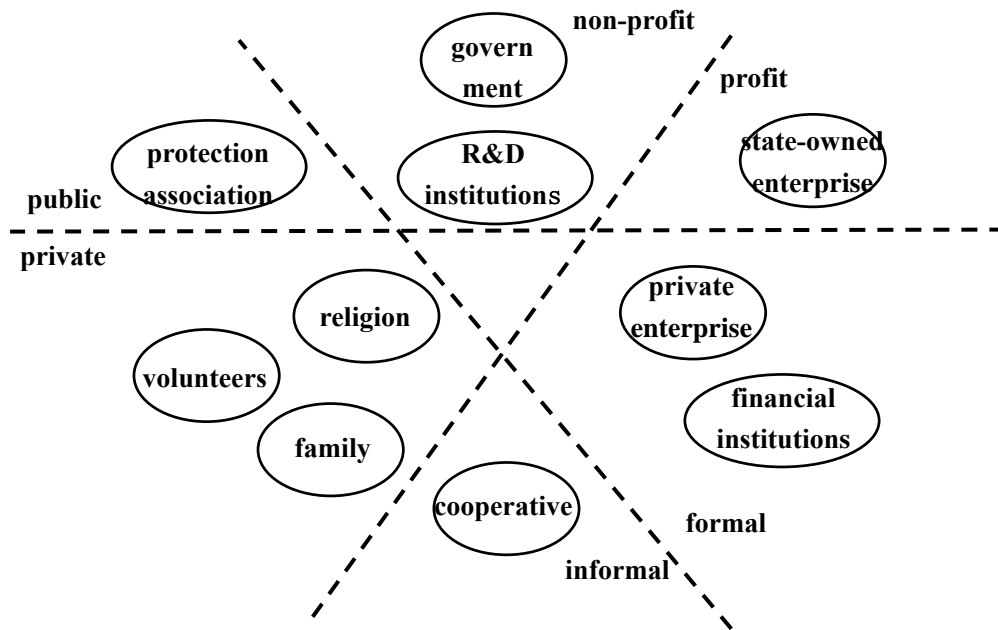 non-profit
govern
ment
profit
protection
association
R&D
institutions
state-owned
enterprise
public
private
religion
private
enterprise
volunteers
family
financial
institutions
cooperative
formal
informal